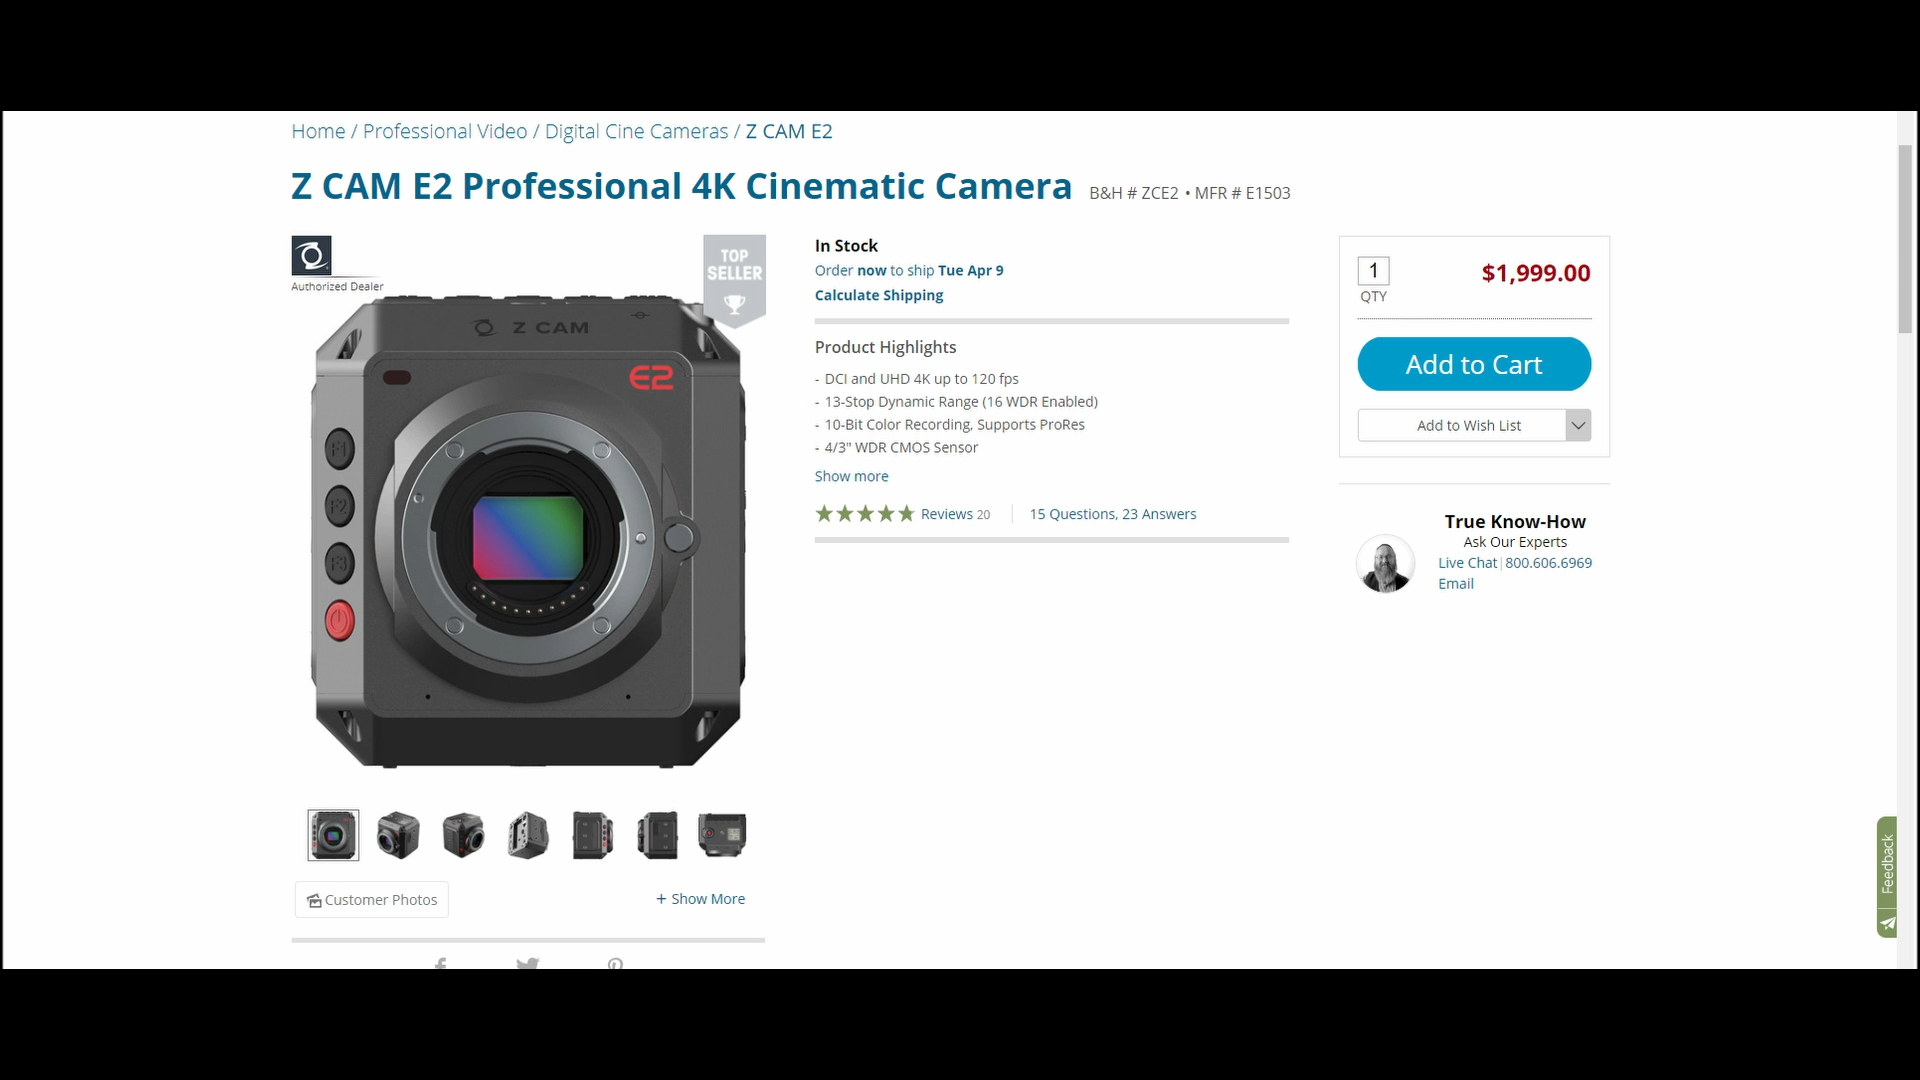 Home / Professional Video / Digital Cine Cameras / Z CAM E2
Z CAM E2 Professional 4K Cinematic Camera
B&H # ZCE2 • MFR # E1503
Authorized Dealer
TOP
SELLER
Z CAM
E2
F1
F2
F3
In Stock
Order now to ship Tue Apr 9
Calculate Shipping
Product Highlights
- DCI and UHD 4K up to 120 fps
- 13-Stop Dynamic Range (16 WDR Enabled)
- 10-Bit Color Recording, Supports ProRes
- 4/3" WDR CMOS Sensor
Show more
Reviews 20
15 Questions, 23 Answers
1
QTY
$1,999.00
Add to Cart
Add to Wish List
True Know-How
Ask Our Experts
Live Chat | 800.606.6969
Email
Customer Photos
+ Show More
Feedback